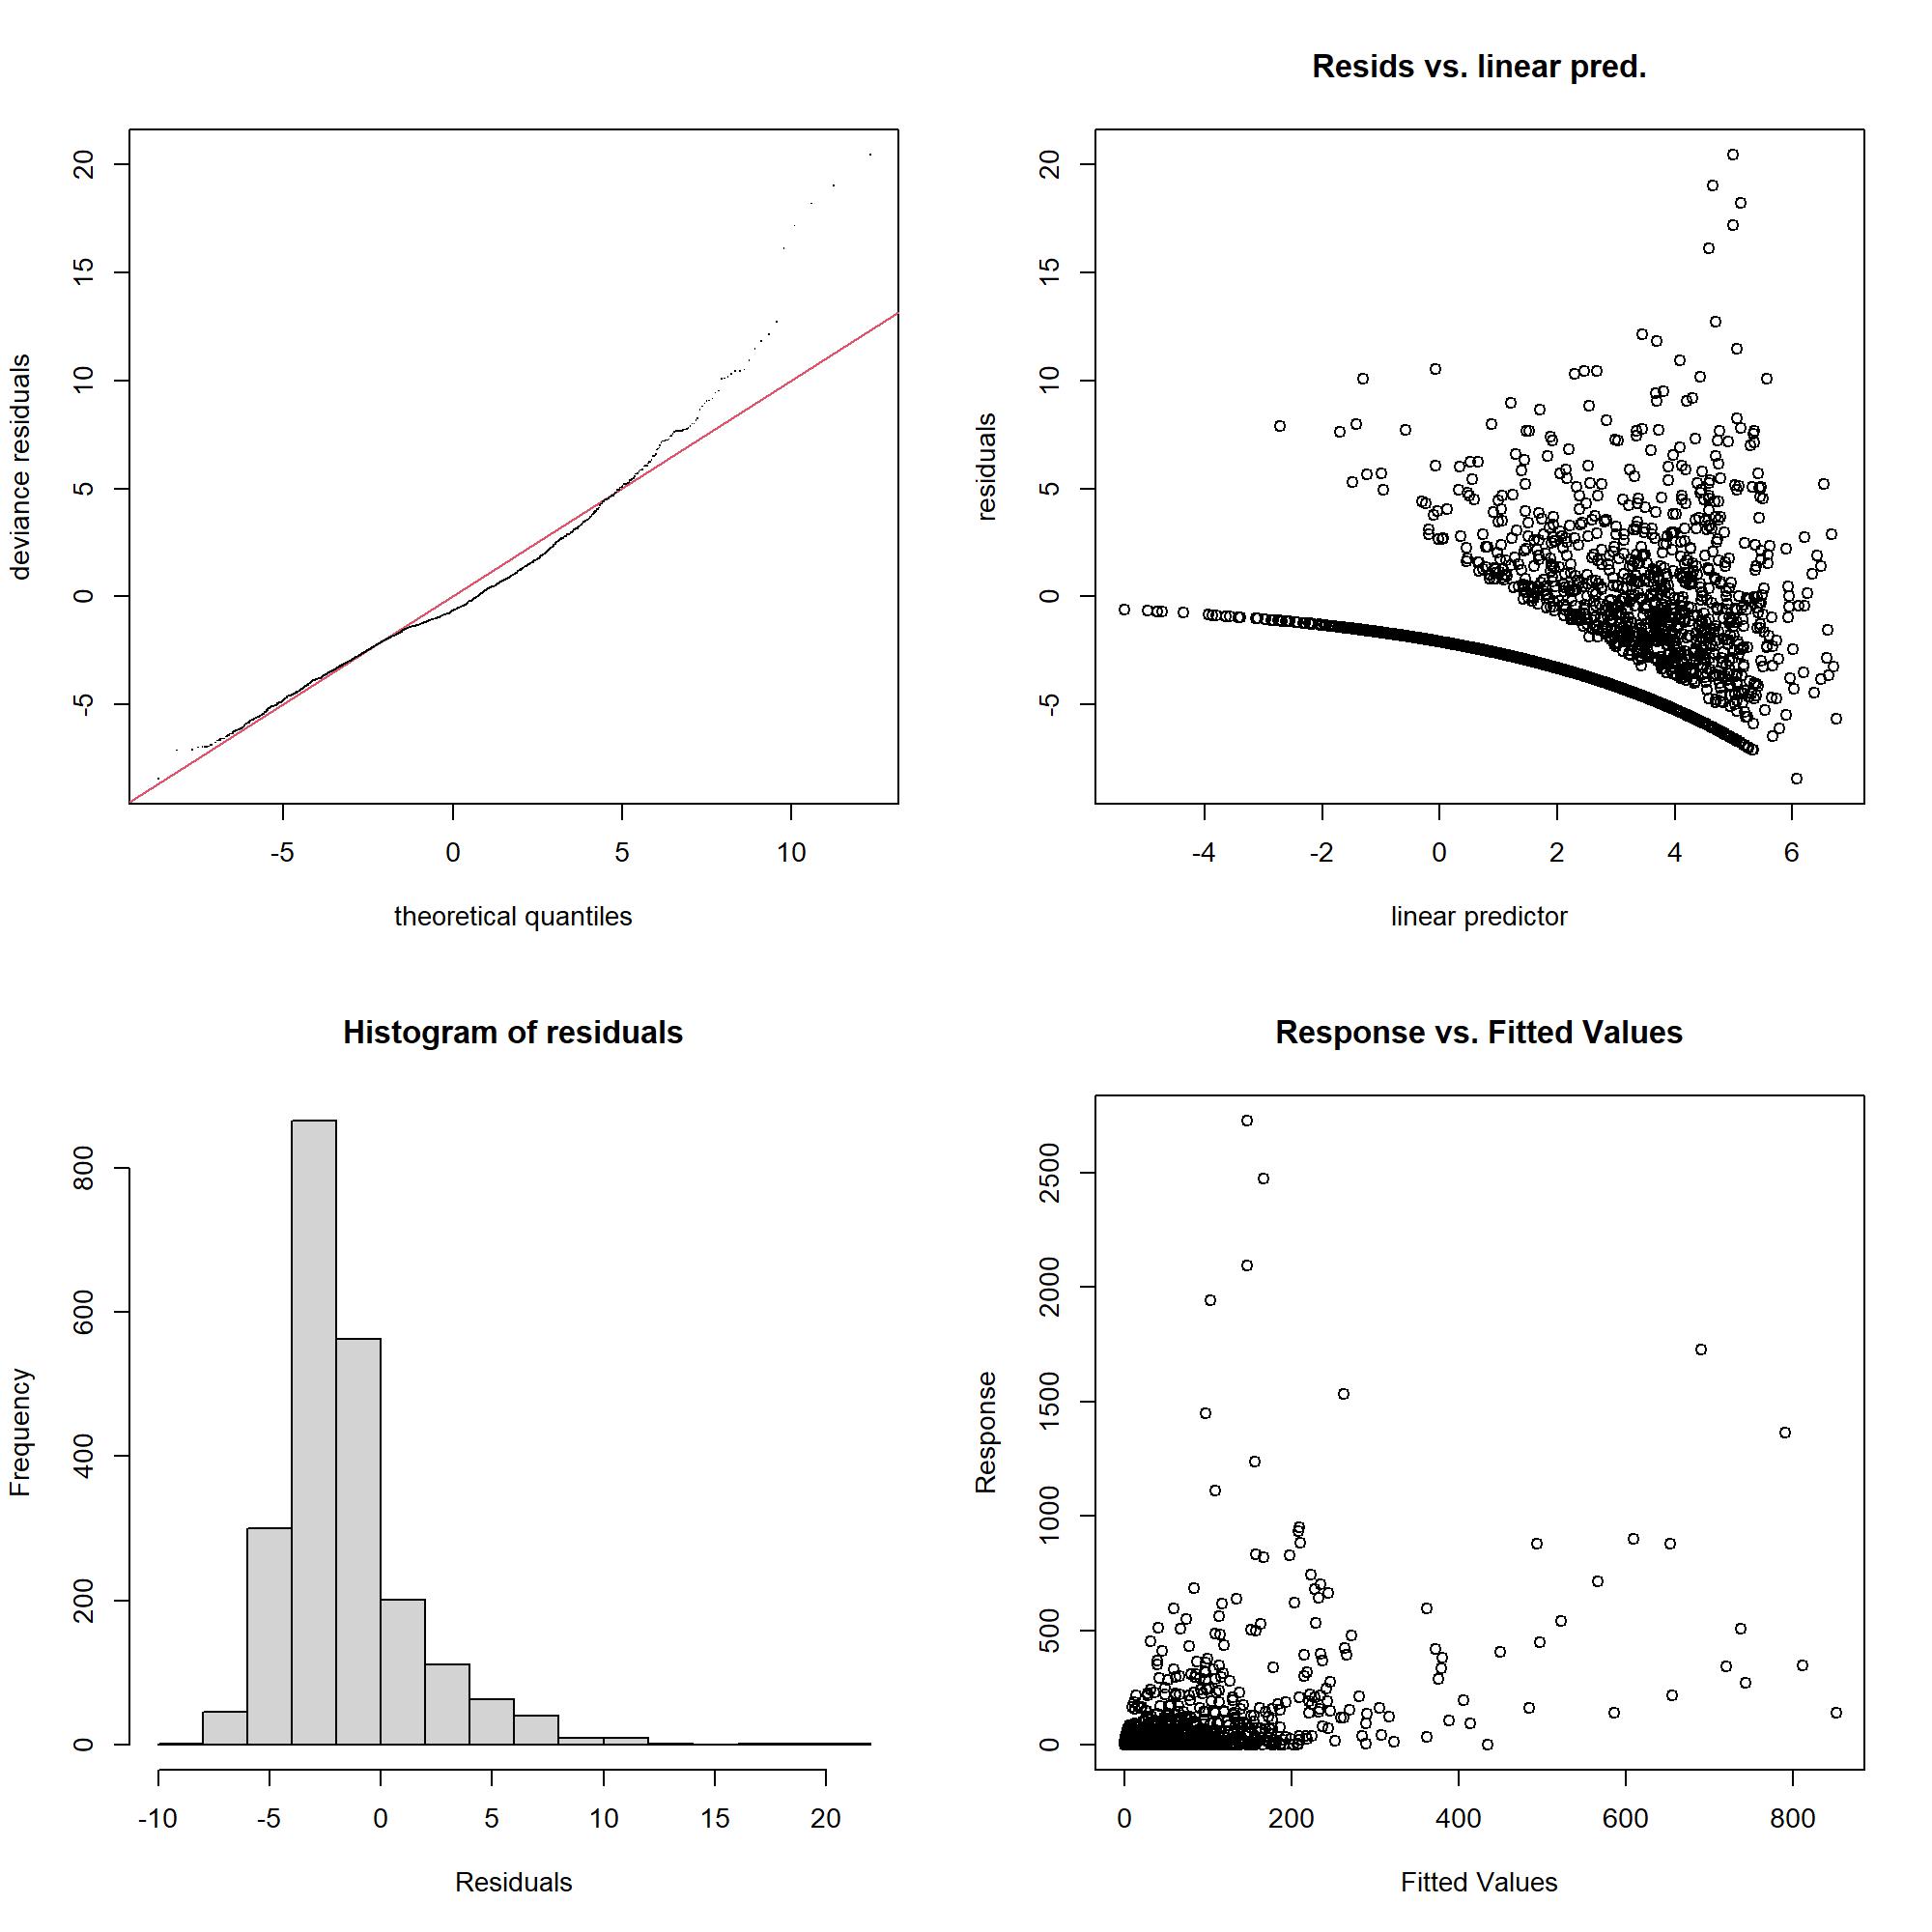 deviance residuals
20
15
10
5
0
-5
-5 0 5 10
theoretical quantiles
Resids vs. linear pred.
residuals
20
15
10
5
0
-5
-4 -2 0 2 4 6
linear predictor
Histogram of residuals
Frequency
800
600
400
200
0
-10 -5 0 5 10 15 20
Residuals
Response vs. Fitted Values
Response
2500
2000
1500
1000
500
0
0 200 400 600 800
Fitted Values